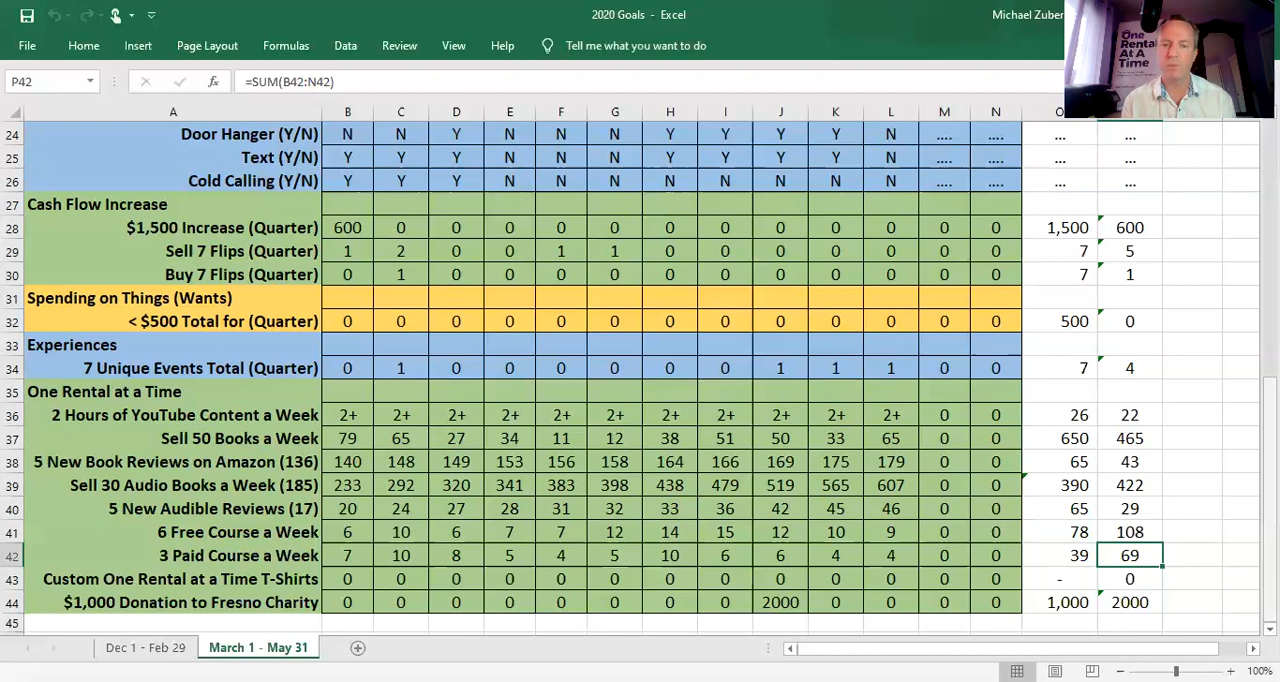 2020 Goals - Excel
Michael Zuber
File Home Insert Page Layout Formulas Data Review View Help Tell me what you want to do
P42 fx =SUM(B42:N42)
One
Rental
At A
Time
A B C D E F G H I J K L M N O
24 Door Hanger (Y/N) N N Y N N N Y Y Y Y N .... .... ... ...
25 Text (Y/N) Y Y Y N N N Y Y Y Y N .... .... ... ...
26 Cold Calling (Y/N) Y Y Y N N N N N N N N .... .... ... ...
27 Cash Flow Increase
28 $1,500 Increase (Quarter) 600 0 0 0 0 0 0 0 0 0 0 0 0 1,500 600
29 Sell 7 Flips (Quarter) 1 2 0 0 1 1 0 0 0 0 0 0 0 7 5
30 Buy 7 Flips (Quarter) 0 1 0 0 0 0 0 0 0 0 0 0 0 7 1
31 Spending on Things (Wants)
32 < $500 Total for (Quarter) 0 0 0 0 0 0 0 0 0 0 0 0 0 500 0
33 Experiences
34 7 Unique Events Total (Quarter) 0 1 0 0 0 0 0 0 1 1 1 0 0 7 4
35 One Rental at a Time
36 2 Hours of YouTube Content a Week 2+ 2+ 2+ 2+ 2+ 2+ 2+ 2+ 2+ 2+ 2+ 0 0 26 22
37 Sell 50 Books a Week 79 65 27 34 11 12 38 51 50 33 65 0 0 650 465
38 5 New Book Reviews on Amazon (136) 140 148 149 153 156 158 164 166 169 175 179 0 0 65 43
39 Sell 30 Audio Books a Week (185) 233 292 320 341 383 398 438 479 519 565 607 0 0 390 422
40 5 New Audible Reviews (17) 20 24 27 28 31 32 33 36 42 45 46 0 0 65 29
41 6 Free Course a Week 6 10 6 7 7 12 14 15 12 10 9 0 0 78 108
42 3 Paid Course a Week 7 10 8 5 4 5 10 6 6 4 4 0 0 39 69
43 Custom One Rental at a Time T-Shirts 0 0 0 0 0 0 0 0 0 0 0 0 0 - 0
44 $1,000 Donation to Fresno Charity 0 0 0 0 0 0 0 0 2000 0 0 0 0 1,000 2000
45
Dec 1 - Feb 29 March 1 - May 31
100%